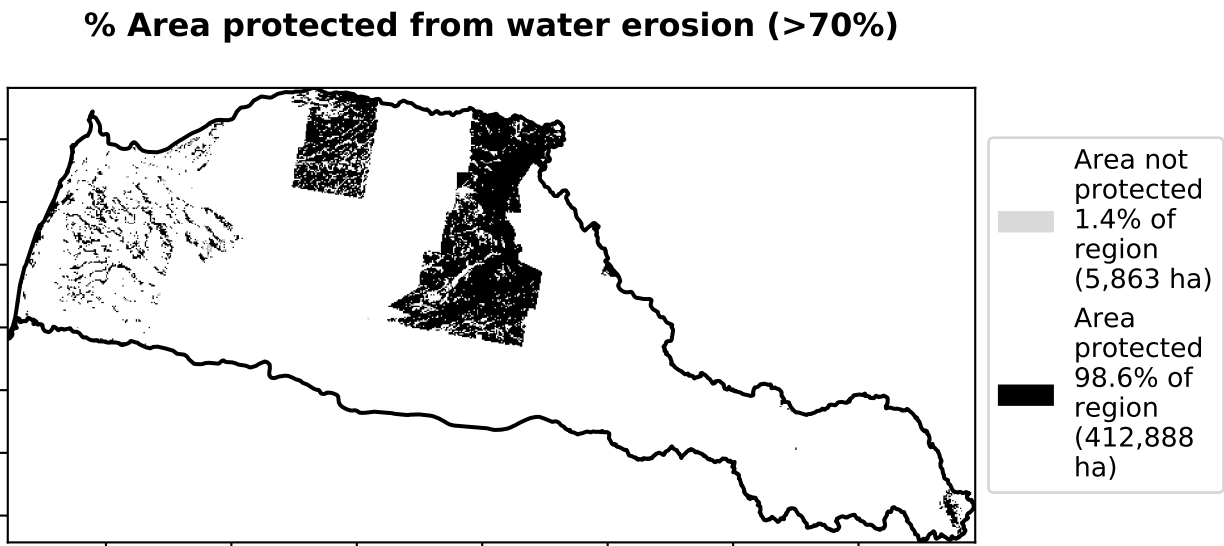 % Area protected from water erosion (>70%)
Area not
protected
1.4% of
region
(5,863 ha)
Area
protected
98.6% of
region
(412,888
ha)